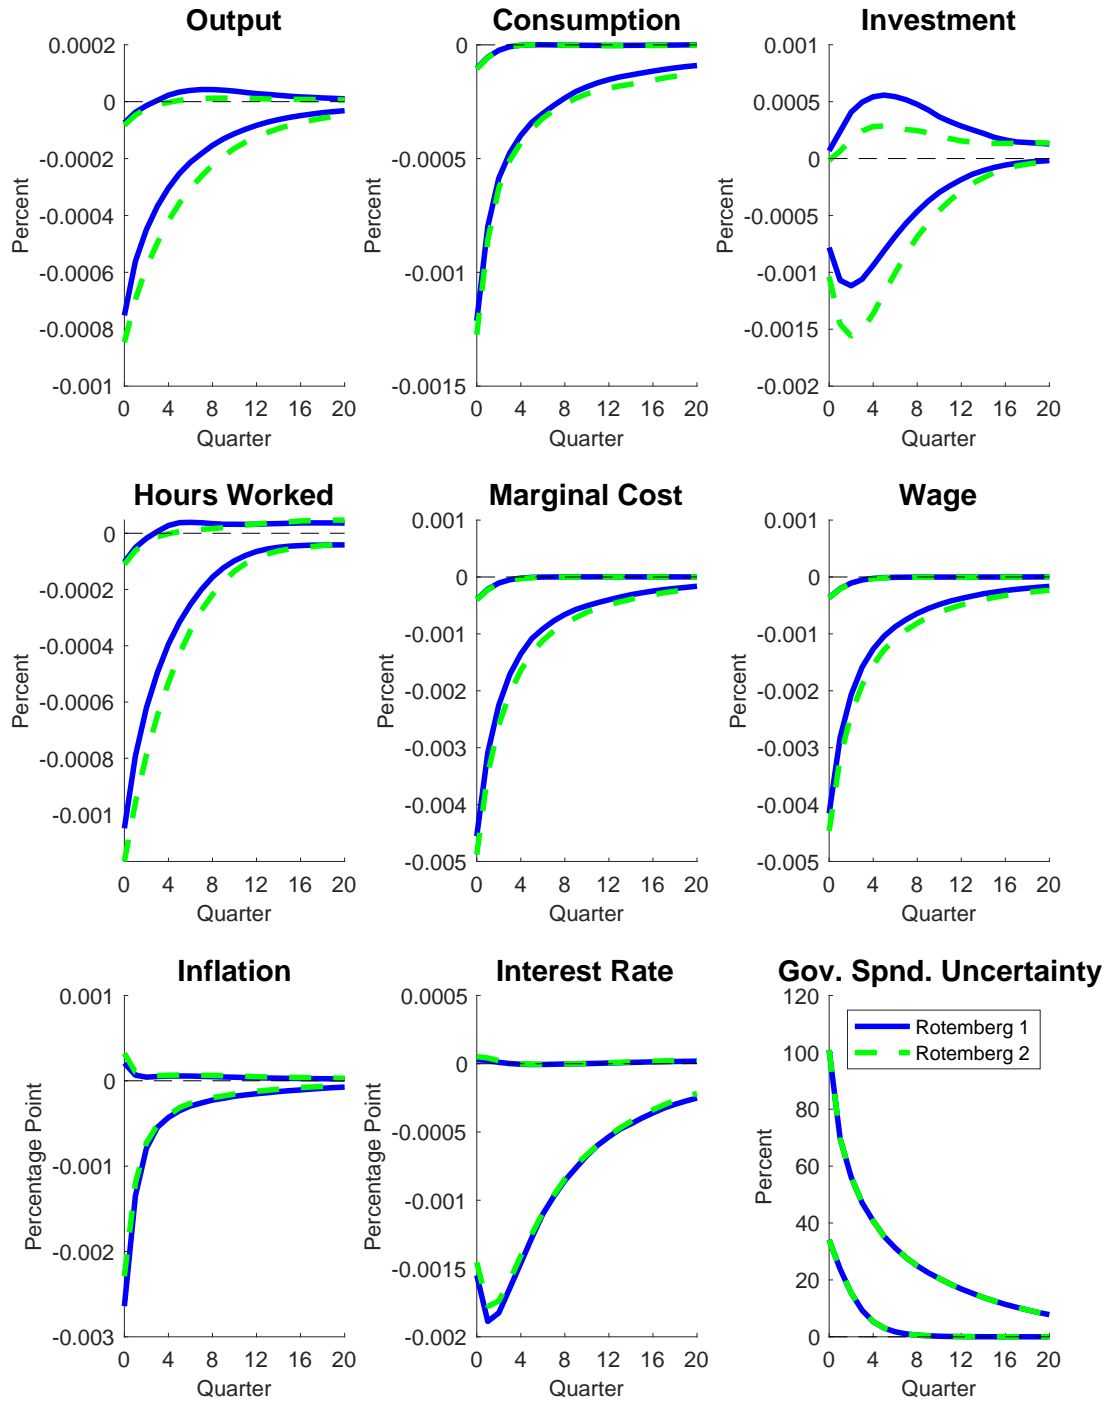 Output
0.0002
0
-0.0002
-0.0004
-0.0006
-0.0008
-0.001
Percent
0 4 8 12 16 20
Quarter
Consumption
0
-0.0005
-0.001
-0.0015
Percent
0 4 8 12 16 20
Quarter
Investment
0.001
0.0005
0
-0.0005
-0.001
-0.0015
-0.002
Percent
0 4 8 12 16 20
Quarter
Hours Worked
0
-0.0002
-0.0004
-0.0006
-0.0008
-0.001
Percent
0 4 8 12 16 20
Quarter
Marginal Cost
0.001
0
-0.001
-0.002
-0.003
-0.004
-0.005
Percent
0 4 8 12 16 20
Quarter
Wage
0.001
0
-0.001
-0.002
-0.003
-0.004
-0.005
Percent
0 4 8 12 16 20
Quarter
Inflation
0.001
0
-0.001
-0.002
-0.003
Percentage Point
0 4 8 12 16 20
Quarter
Interest Rate
0.0005
0
-0.0005
-0.001
-0.0015
-0.002
Percentage Point
0 4 8 12 16 20
Quarter
Gov. Spnd. Uncertainty
120
100
80
60
40
20
0
Percent
Rotemberg 1
Rotemberg 2
0 4 8 12 16 20
Quarter